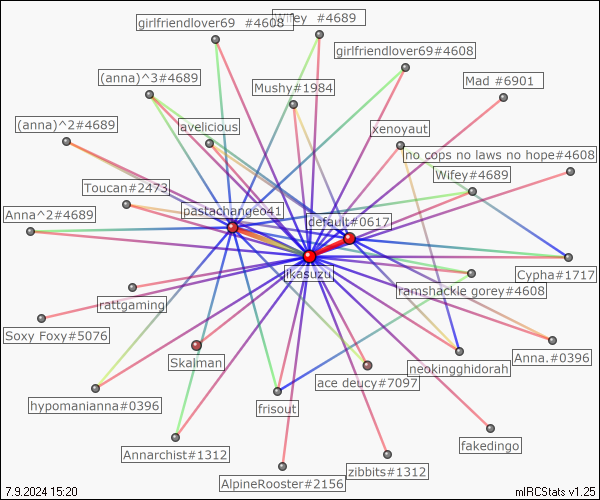 girlfriendlover69 #4608
Wifey #4689
girlfriendlover69#4608
(anna)^3#4689
Mushy#1984
Mad #6901
(anna)^2#4689
avelicious
xenoyaut
no cops no laws no hope#4608
Wifey#4689
Toucan#2473
Anna^2#4689
pastachangeo41
default#0617
ikasuzu
Cypha#1717
ramshackle gorey#4608
rattgaming
Soxy Foxy#5076
Skalman
Anna.#0396
neokingghidorah
ace deucy#7097
hypomanianna#0396
frisout
fakedingo
Annarchist#1312
zibbits#1312
AlpineRooster#2156
7.9.2024 15:20
mIRCStats v1.25